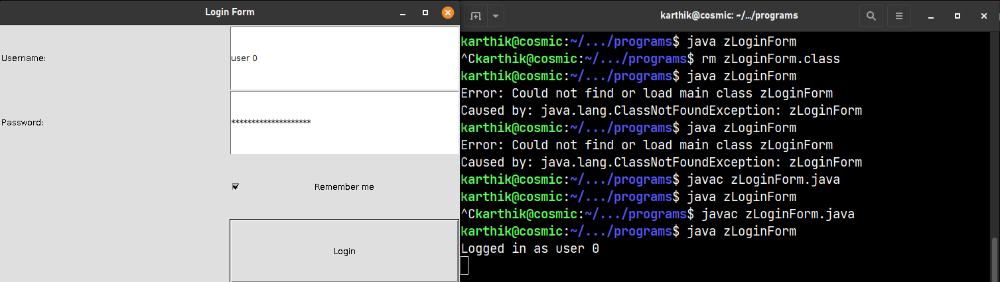 Login Form
Username:
user 0
Password:
********************
Remember me
Login
karthik@cosmic: ~/.../programs
karthik@cosmic:~/.../programs$ java zLoginForm
^Ckarthik@cosmic:~/.../programs$ rm zLoginForm.class
karthik@cosmic:~/.../programs$ java zLoginForm
Error: Could not find or load main class zLoginForm
Caused by: java.lang.ClassNotFoundException: zLoginForm
karthik@cosmic:~/.../programs$ java zLoginForm
Error: Could not find or load main class zLoginForm
Caused by: java.lang.ClassNotFoundException: zLoginForm
karthik@cosmic:~/.../programs$ javac zLoginForm.java
karthik@cosmic:~/.../programs$ java zLoginForm
^Ckarthik@cosmic:~/.../programs$ javac zLoginForm.java
karthik@cosmic:~/.../programs$ java zLoginForm
Logged in as user 0